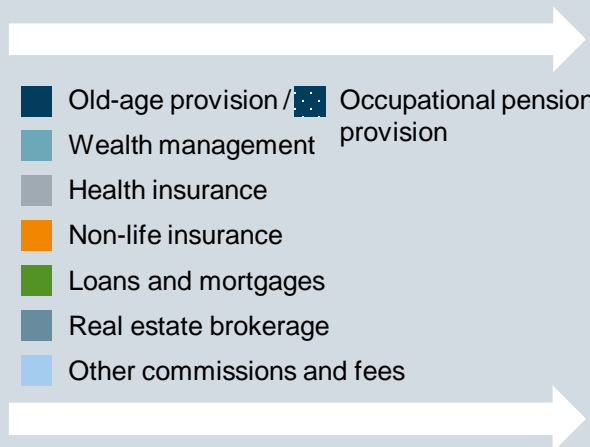 Old-age provision / Occupational pension
provision
Wealth management
Health insurance
Non-life insurance
Loans and mortgages
Real estate brokerage
Other commissions and fees